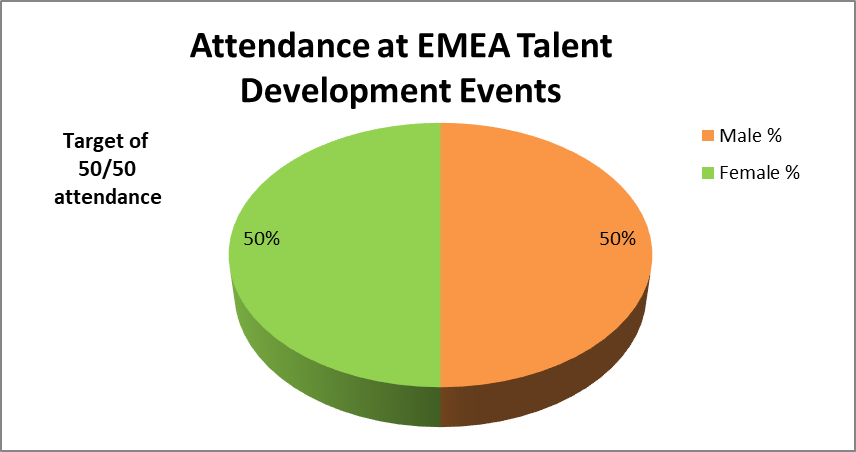 Attendance at EMEA Talent
Development Events
Target of
50/50
attendance
Male %
Female %
50%
50%